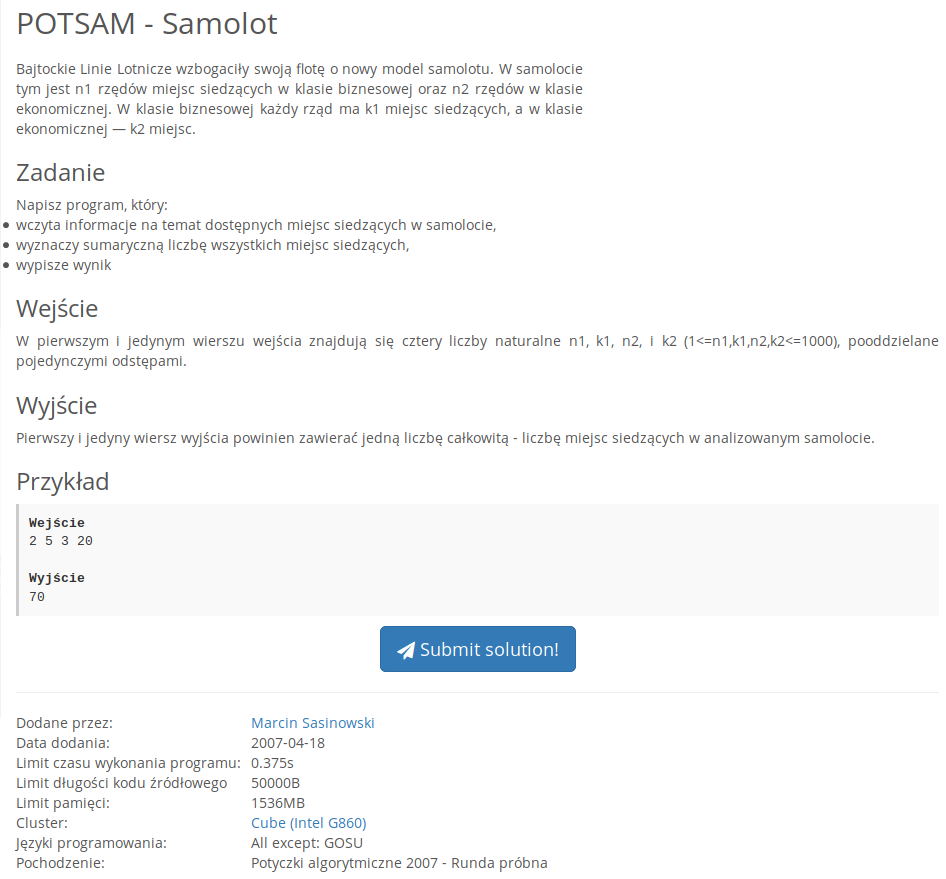 POTSAM - Samolot
Bajtockie Linie Lotnicze wzbogaciły swoją flotę o nowy model samolotu. W samolocie
tym jest n1 rzędów miejsc siedzących w klasie biznesowej oraz n2 rzędów w klasie
ekonomicznej. W klasie biznesowej każdy rząd ma k1 miejsc siedzących, a w klasie
ekonomicznej — k2 miejsc.
Zadanie
Napisz program, który:
• wczyta informacje na temat dostępnych miejsc siedzących w samolocie,
• wyznaczy sumaryczną liczbę wszystkich miejsc siedzących,
• wypisze wynik
Wejście
W pierwszym i jedynym wierszu wejścia znajdują się cztery liczby naturalne n1, k1, n2, i k2 (1<=n1,k1,n2,k2<=1000), pooddzielane
pojedynczymi odstępami.
Wyjście
Pierwszy i jedyny wiersz wyjścia powinien zawierać jedną liczbę całkowitą - liczbę miejsc siedzących w analizowanym samolocie.
Przykład
Wejście
2 5 3 20
Wyjście
70
Submit solution!
Dodane przez: Marcin Sasinowski
Data dodania: 2007-04-18
Limit czasu wykonania programu: 0.375s
Limit długości kodu źródłowego 50000B
Limit pamięci: 1536MB
Cluster: Cube (Intel G860)
Języki programowania: All except: GOSU
Pochodzenie: Potyczki algorytmiczne 2007 - Runda próbna